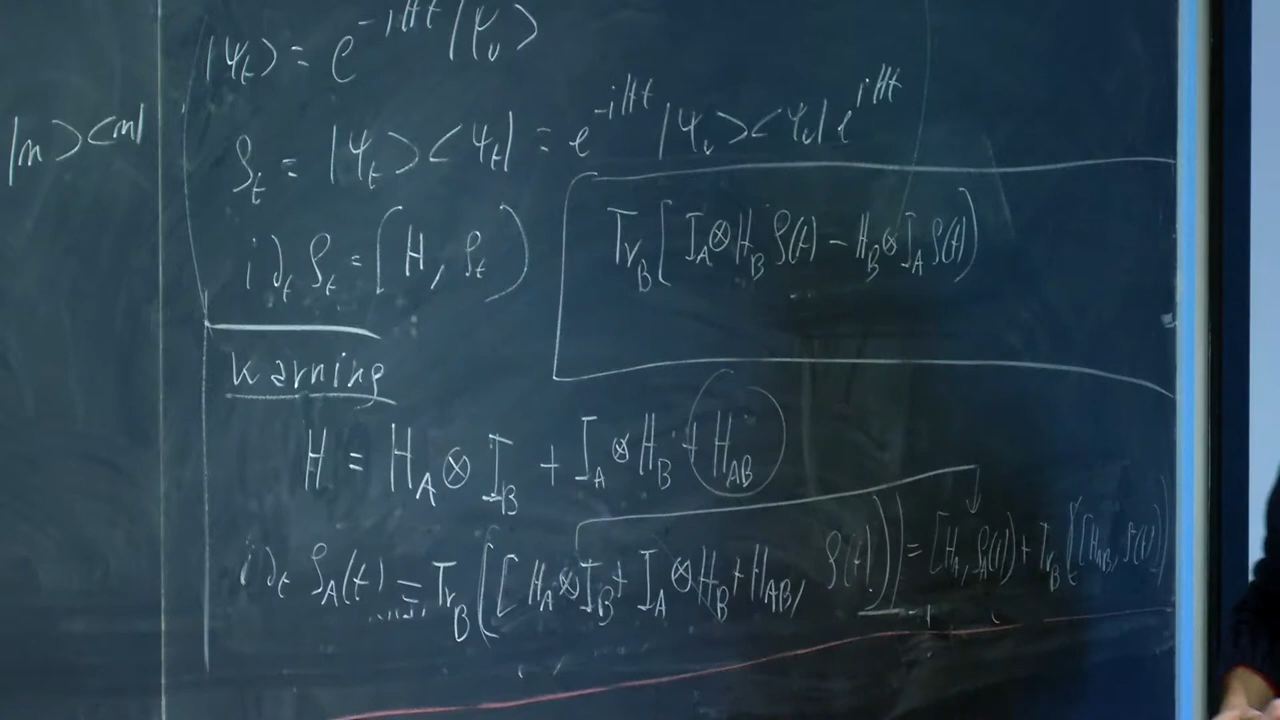 |ψ_t⟩ = e^{-iHt} |ψ_0⟩
|n⟩⟨n|
ρ_t = |ψ_t⟩⟨ψ_t| = e^{-iHt} |ψ_0⟩⟨ψ_0| e^{iHt}
i∂_t ρ_t = [H, ρ_t]
Tr_B [ I_A ⊗ H_B ρ(t) − H_B ⊗ I_A ρ(t) ]
Warning
H = H_A ⊗ I_B + I_A ⊗ H_B + H_AB
i∂_t ρ_A(t) = Tr_B ( [ H_A ⊗ I_B + I_A ⊗ H_B + H_AB, ρ(t) ] ) = [H_A, ρ_A(t)] + Tr_B ( [H_AB, ρ(t)] )